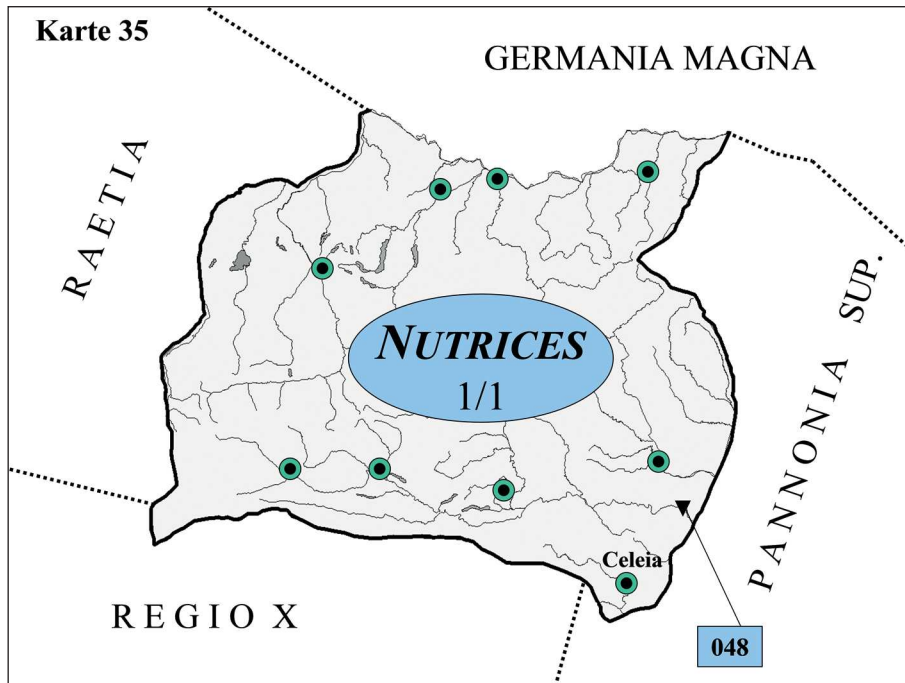 Karte 35
GERMANIA MAGNA
RAETIA
NUTRICES
1/1
PANNONIA SUP.
Celeia
REGIO X
048